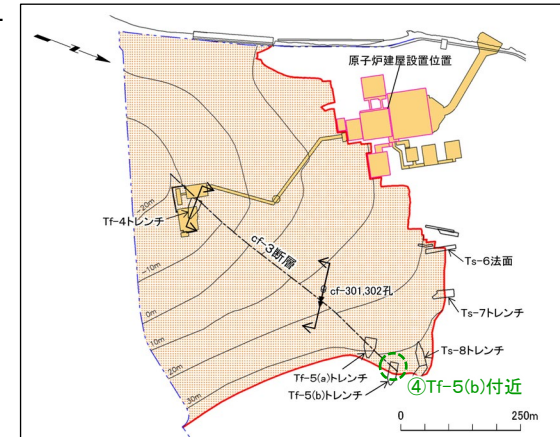 原子炉建屋設置位置
-20m
Tf-4トレンチ
-10m
cf-3断層
Ts-6法面
cf-301,302孔
0m
Ts-7トレンチ
10m
20m
Ts-8トレンチ
30m
Tf-5(a)トレンチ
Tf-5(b)トレンチ
④Tf-5(b)付近
0 250m